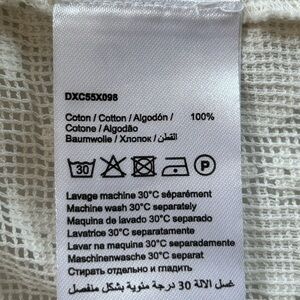 DXC55X098
Coton / Cotton / Algodón / 100%
Cotone / Algodão
Baumwolle / Хлопок / القطن
30 P
Lavage machine 30°C séparément
Machine wash 30°C separately
Maquina de lavado 30°C separado
Lavatrice 30°C separatamente
Lavar na maquina 30°C separadamente
Maschinenwasche 30°C separat
Стирать отдельно и гладить
غسل الالة 30 درجة مئوية بشكل منفصل